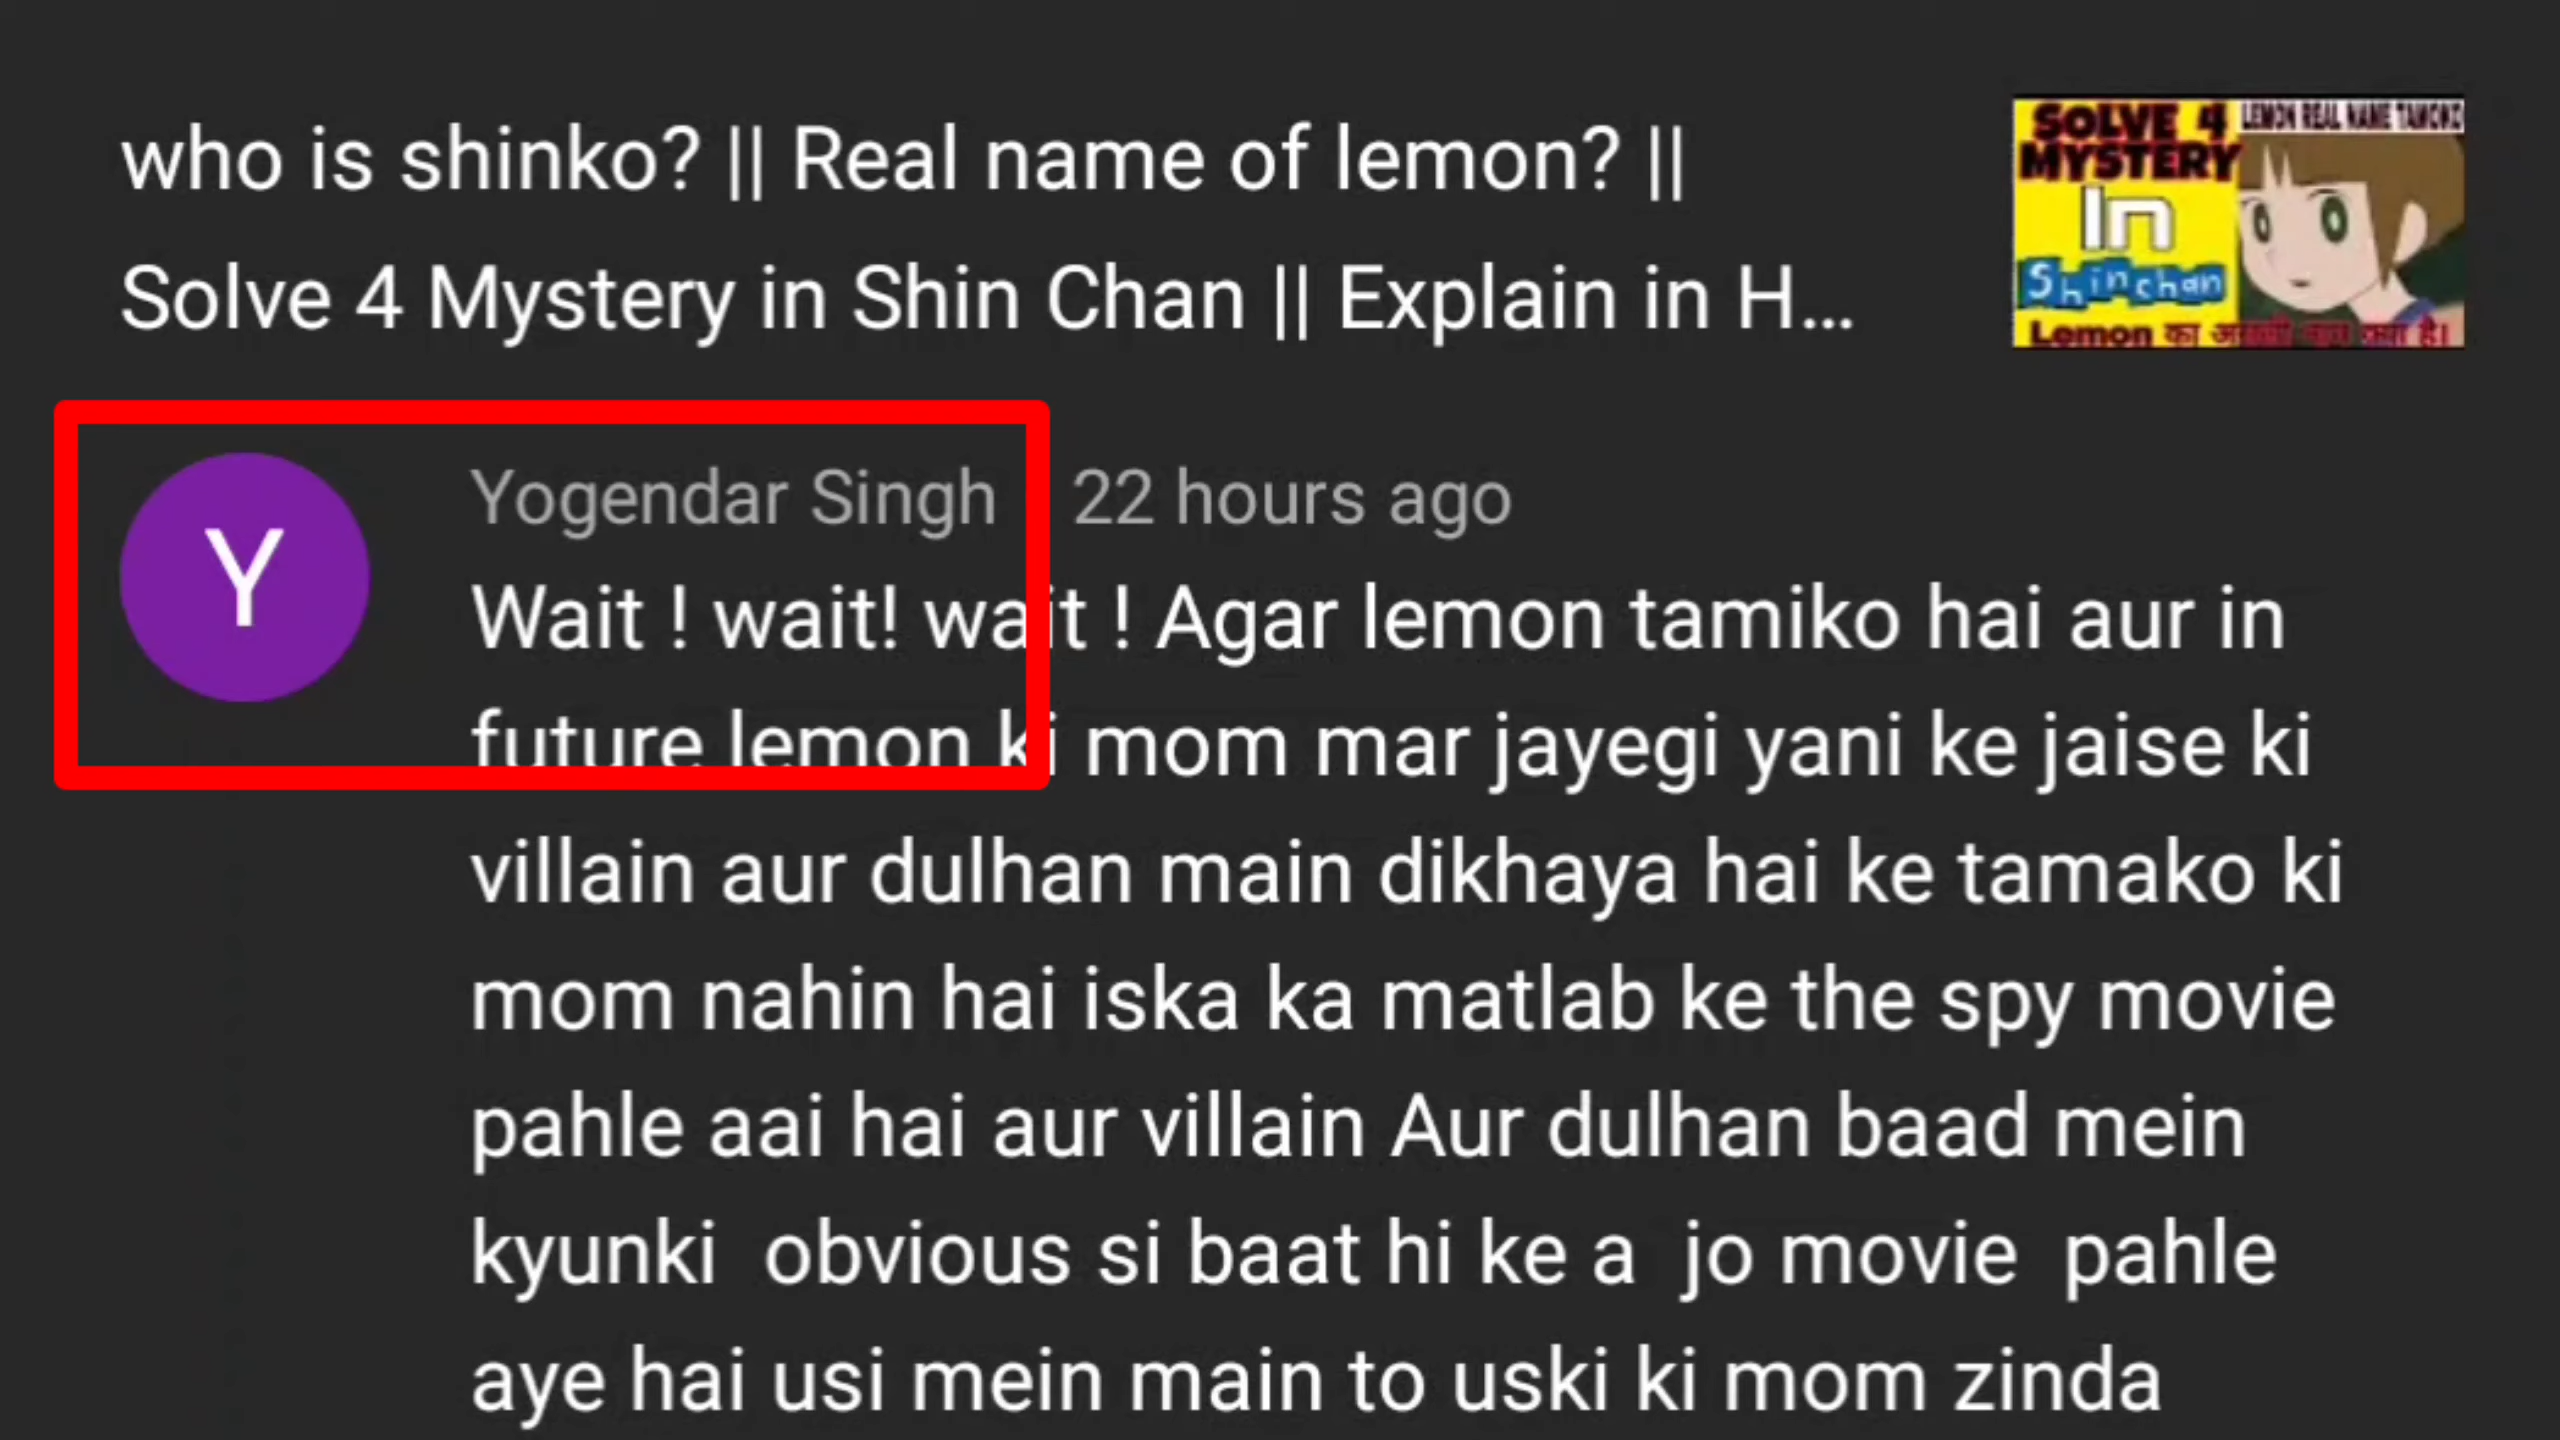 who is shinko? || Real name of lemon? ||
Solve 4 Mystery in Shin Chan || Explain in H...
SOLVE 4
MYSTERY
In
Shinchan
LEMON REAL NAME
Lemon का
है।
Y
Yogendar Singh 22 hours ago
Wait ! wait! wait ! Agar lemon tamiko hai aur in
future lemon ki mom mar jayegi yani ke jaise ki
villain aur dulhan main dikhaya hai ke tamako ki
mom nahin hai iska ka matlab ke the spy movie
pahle aai hai aur villain Aur dulhan baad mein
kyunki  obvious si baat hi ke a  jo movie  pahle
aye hai usi mein main to uski ki mom zinda